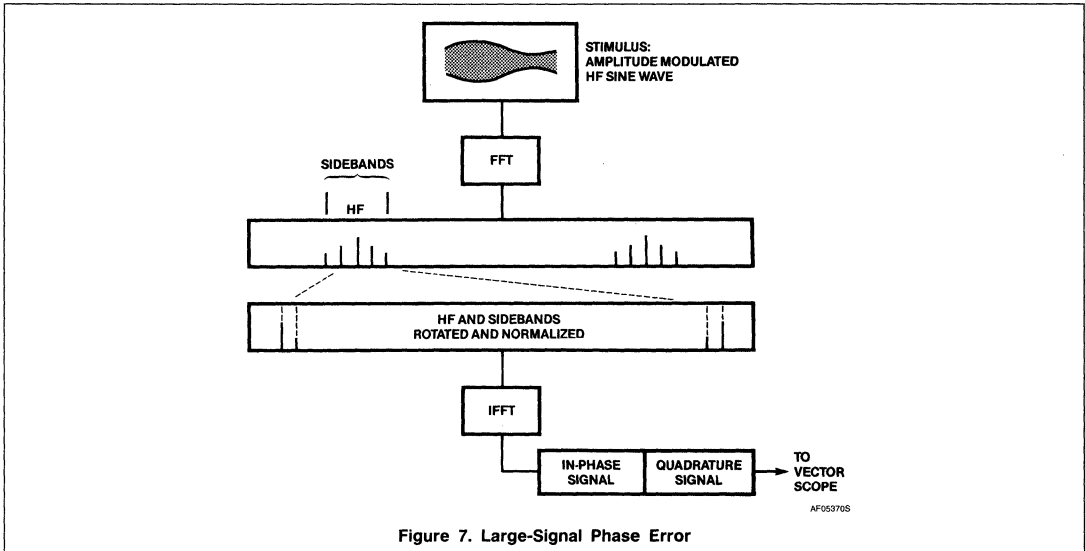 STIMULUS:
AMPLITUDE MODULATED
HF SINE WAVE
FFT
SIDEBANDS
HF
HF AND SIDEBANDS
ROTATED AND NORMALIZED
IFFT
IN-PHASE
SIGNAL
QUADRATURE
SIGNAL
TO
VECTOR
SCOPE
AF05370S
Figure 7. Large-Signal Phase Error